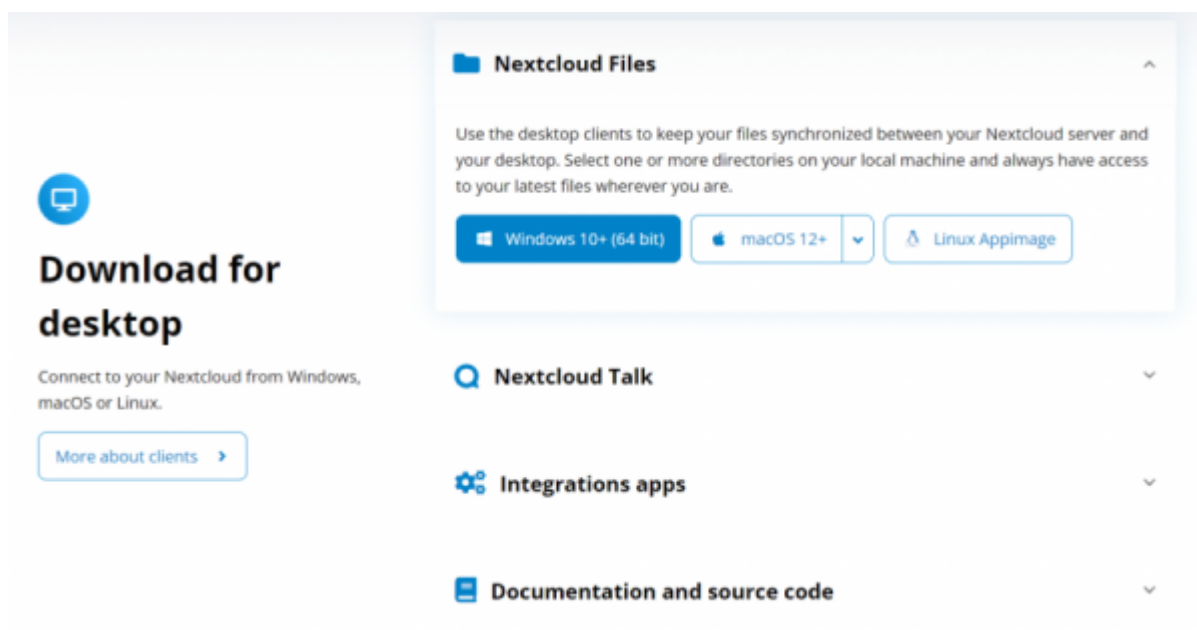 Download for
desktop
Connect to your Nextcloud from Windows,
macOS or Linux.
More about clients
Nextcloud Files
Use the desktop clients to keep your files synchronized between your Nextcloud server and
your desktop. Select one or more directories on your local machine and always have access
to your latest files wherever you are.
Windows 10+ (64 bit)
macOS 12+
Linux Appimage
Nextcloud Talk
Integrations apps
Documentation and source code